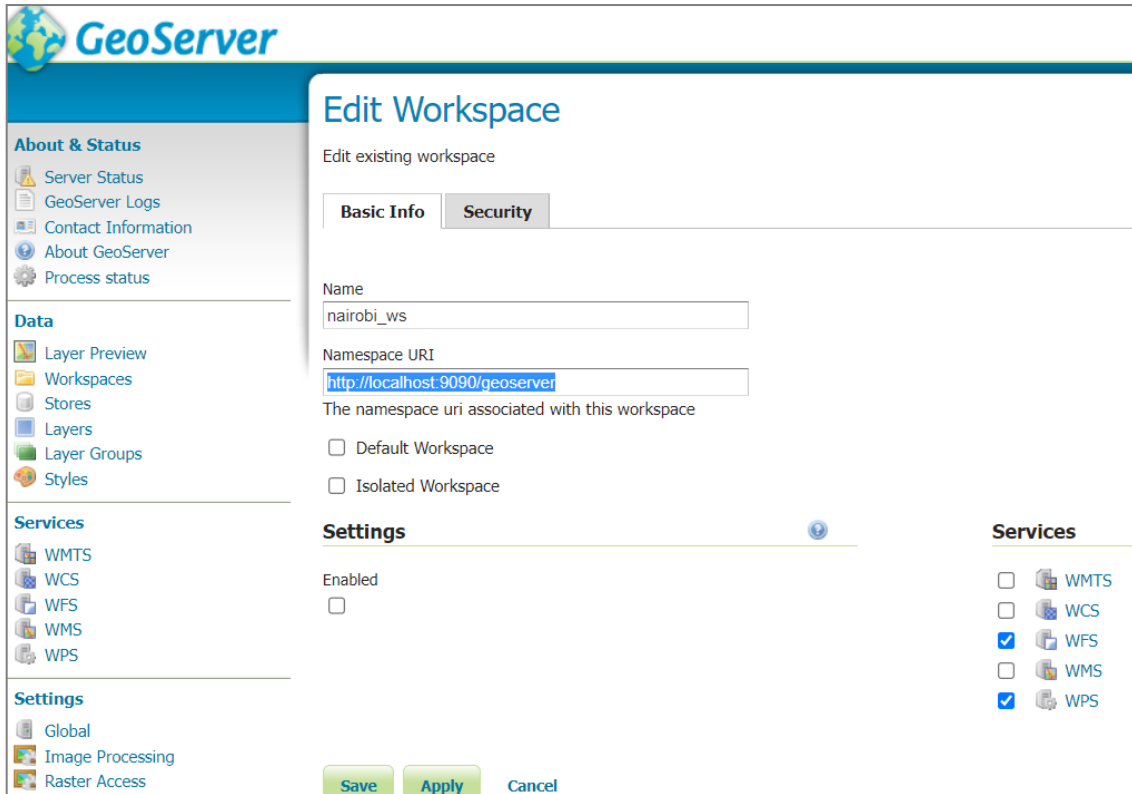 GeoServer
About & Status
Server Status
GeoServer Logs
Contact Information
About GeoServer
Process status
Data
Layer Preview
Workspaces
Stores
Layers
Layer Groups
Styles
Services
WMTS
WCS
WFS
WMS
WPS
Settings
Global
Image Processing
Raster Access
Edit Workspace
Edit existing workspace
Basic Info Security
Name
nairobi_ws
Namespace URI
http://localhost:9090/geoserver
The namespace uri associated with this workspace
Default Workspace
Isolated Workspace
Settings
Enabled
Services
WMTS
WCS
WFS
WMS
WPS
Save Apply Cancel